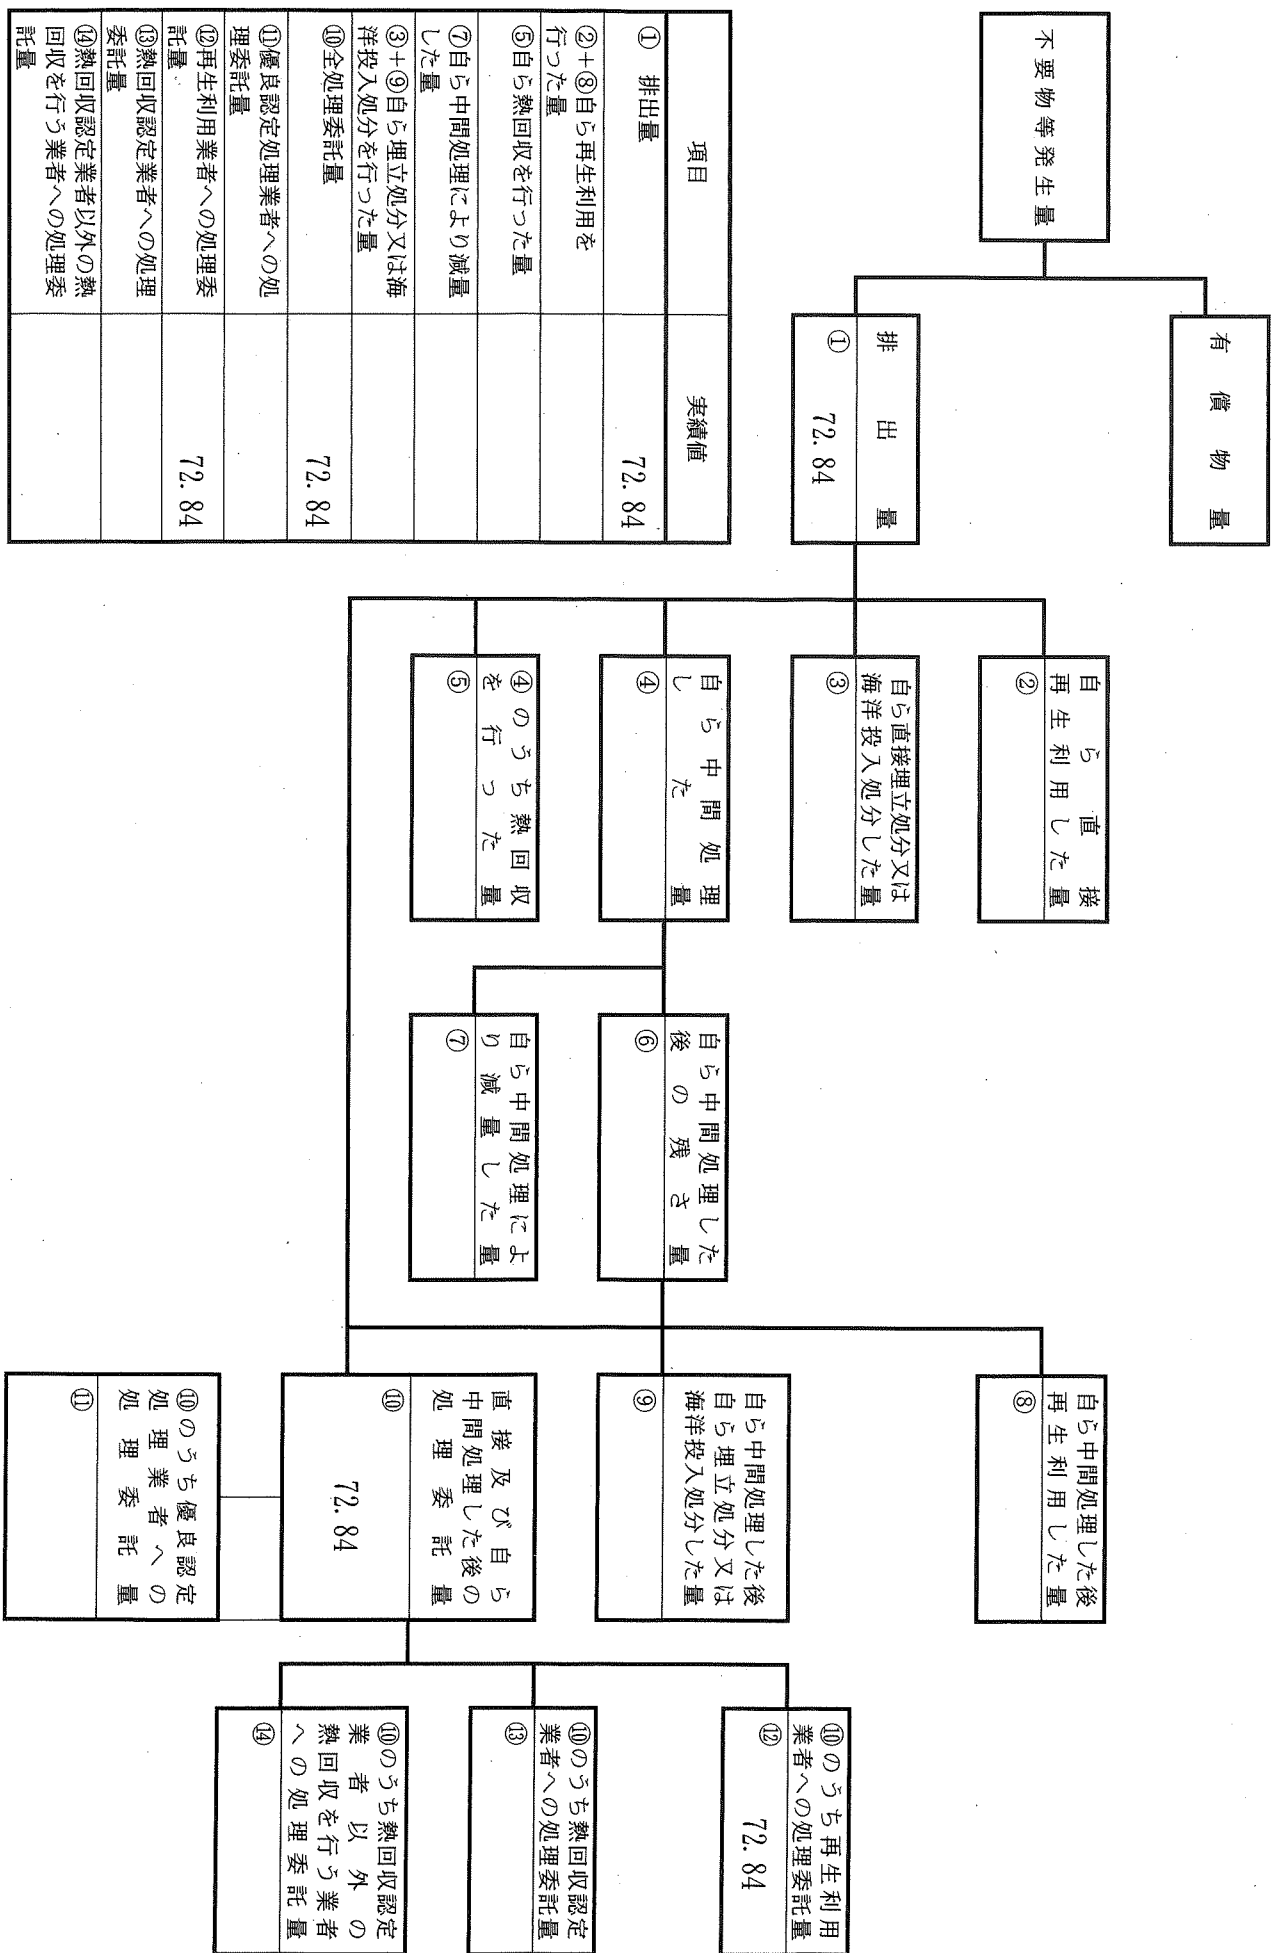 不要物等発生量
有償物量
排出量
① 72.84
自ら直接
再生利用した量
②
自ら直接埋立処分又は
海洋投入処分した量
③
自ら中間処理
した量
④
④のうち熱回収
を行った量
⑤
自ら中間処理した
後の残さ量
⑥
自ら中間処理によ
り減量した量
⑦
自ら中間処理した後
再生利用した量
⑧
自ら中間処理した後
自ら埋立処分又は
海洋投入処分した量
⑨
直接及び自ら
中間処理した後の
処理委託量
⑩
72.84
⑩のうち優良認定
処理業者への
処理委託量
⑪
⑩のうち再生利用
業者への処理委託量
⑫ 72.84
⑩のうち熱回収認定
業者への処理委託量
⑬
⑩のうち熱回収認定
業者以外の
熱回収を行う業者
への処理委託量
⑭
項目 実績値
① 排出量 72.84
②+⑧自ら再生利用を
行った量
⑤自ら熱回収を行った量
⑦自ら中間処理により減量
した量
③+⑨自ら埋立処分又は海
洋投入処分を行った量
⑩全処理委託量 72.84
⑪優良認定処理業者への処
理委託量
⑫再生利用業者への処理委
託量 72.84
⑬熱回収認定業者への処理
委託量
⑭熱回収認定業者以外の熱
回収を行う業者への処理委
託量